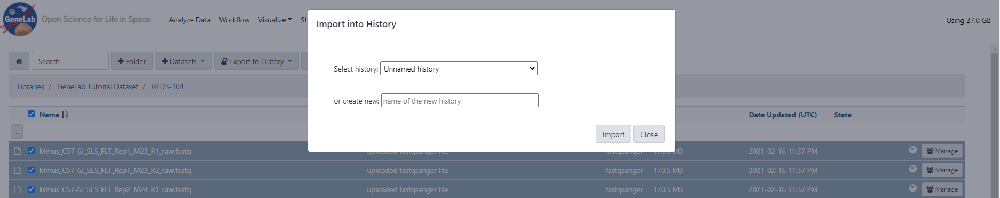 GeneLab
Open Science for Life in Space
Analyze Data Workflow Visualize Sh
Using 27.0 GB
Import into History
Search
Folder
Datasets
Export to History
Select history: Unnamed history
Libraries / GeneLab Tutorial Dataset / GLDS-104
or create new: name of the new history
Name Date Updated (UTC) State
..
Import Close
Mmus_C57-6J_SLS_FLT_Rep1_M23_R1_raw.fastq uploaded fastqsanger file fastqsanger 170.5 MB 2021-02-16 11:37 PM Manage
Mmus_C57-6J_SLS_FLT_Rep1_M23_R2_raw.fastq uploaded fastqsanger file fastqsanger 170.5 MB 2021-02-16 11:37 PM Manage
Mmus_C57-6J_SLS_FLT_Rep2_M24_R1_raw.fastq uploaded fastqsanger file fastqsanger 170.5 MB 2021-02-16 11:37 PM Manage